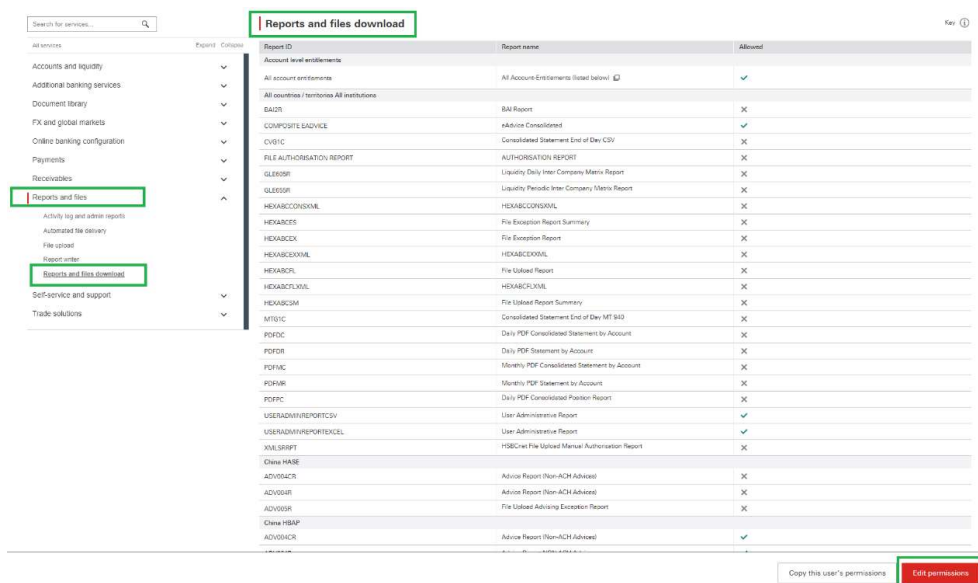 Search for services...
Reports and files download
Key
All services
Expand Collapse
Report ID Report name Allowed
Account level entitlements
Accounts and liquidity
All account entitlements All Account-Entitlements (listed below)
Additional banking services
All countries / territories All institutions
Document library
BAI2R BAI Report
FX and global markets
COMPOSITE EADVICE eAdvice Consolidated
Online banking configuration
CVG1C Consolidated Statement End of Day CSV
Payments
FILE AUTHORISATION REPORT AUTHORISATION REPORT
Receivables
GLE605R Liquidity Daily Inter Company Matrix Report
GLE655R Liquidity Periodic Inter Company Matrix Report
Reports and files
HEXABCCONSXML HEXABCCONSXML
Activity log and admin reports
HEXABCES File Exception Report Summary
Automated file delivery
HEXABCEX File Exception Report
File upload
HEXABCEXXML HEXABCEXXML
Report writer
HEXABCFL File Upload Report
Reports and files download
HEXABCFLXML HEXABCFLXML
Self-service and support
HEXABCSM File Upload Report Summary
Trade solutions
MTG1C Consolidated Statement End of Day MT 940
PDFDC Daily PDF Consolidated Statement by Account
PDFDR Daily PDF Statement by Account
PDFMC Monthly PDF Consolidated Statement by Account
PDFMR Monthly PDF Statement by Account
PDFPC Daily PDF Consolidated Position Report
USERADMINREPORTCSV User Administrative Report
USERADMINREPORTEXCEL User Administrative Report
XMLSRRPT HSBCnet File Upload Manual Authorisation Report
China HASE
ADV004CR Advice Report (Non-ACH Advices)
ADV004R Advice Report (Non-ACH Advices)
ADV005R File Upload Advising Exception Report
China HBAP
ADV004CR Advice Report (Non-ACH Advices)
Copy this user's permissions
Edit permissions